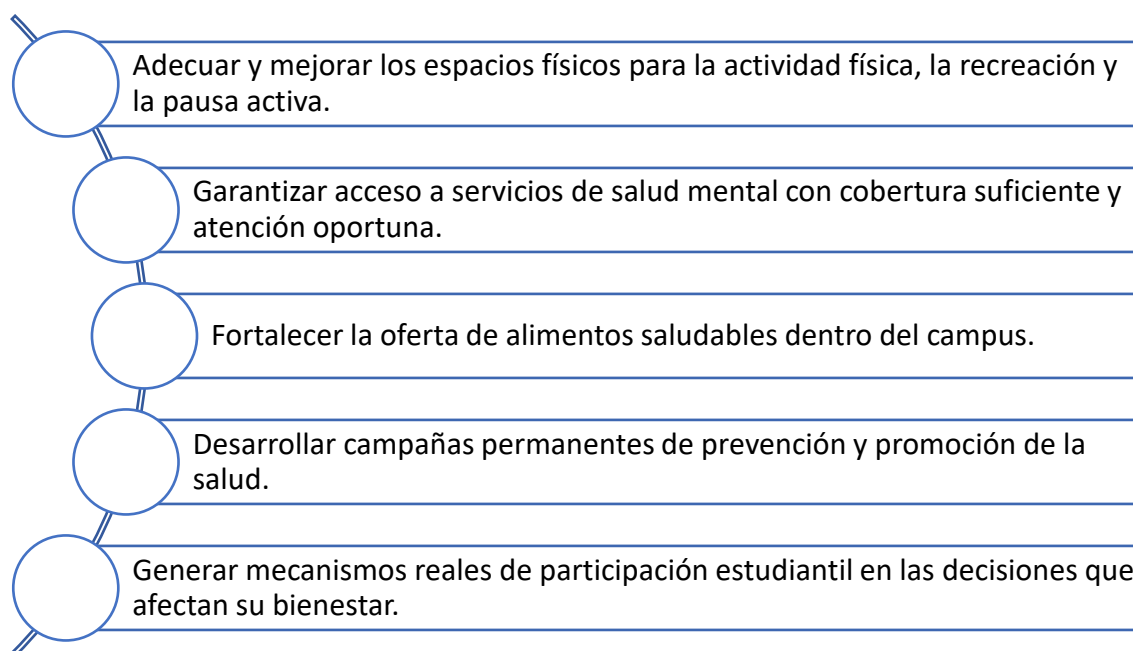 Adecuar y mejorar los espacios físicos para la actividad física, la recreación y
la pausa activa.
Garantizar acceso a servicios de salud mental con cobertura suficiente y
atención oportuna.
Fortalecer la oferta de alimentos saludables dentro del campus.
Desarrollar campañas permanentes de prevención y promoción de la
salud.
Generar mecanismos reales de participación estudiantil en las decisiones que
afectan su bienestar.